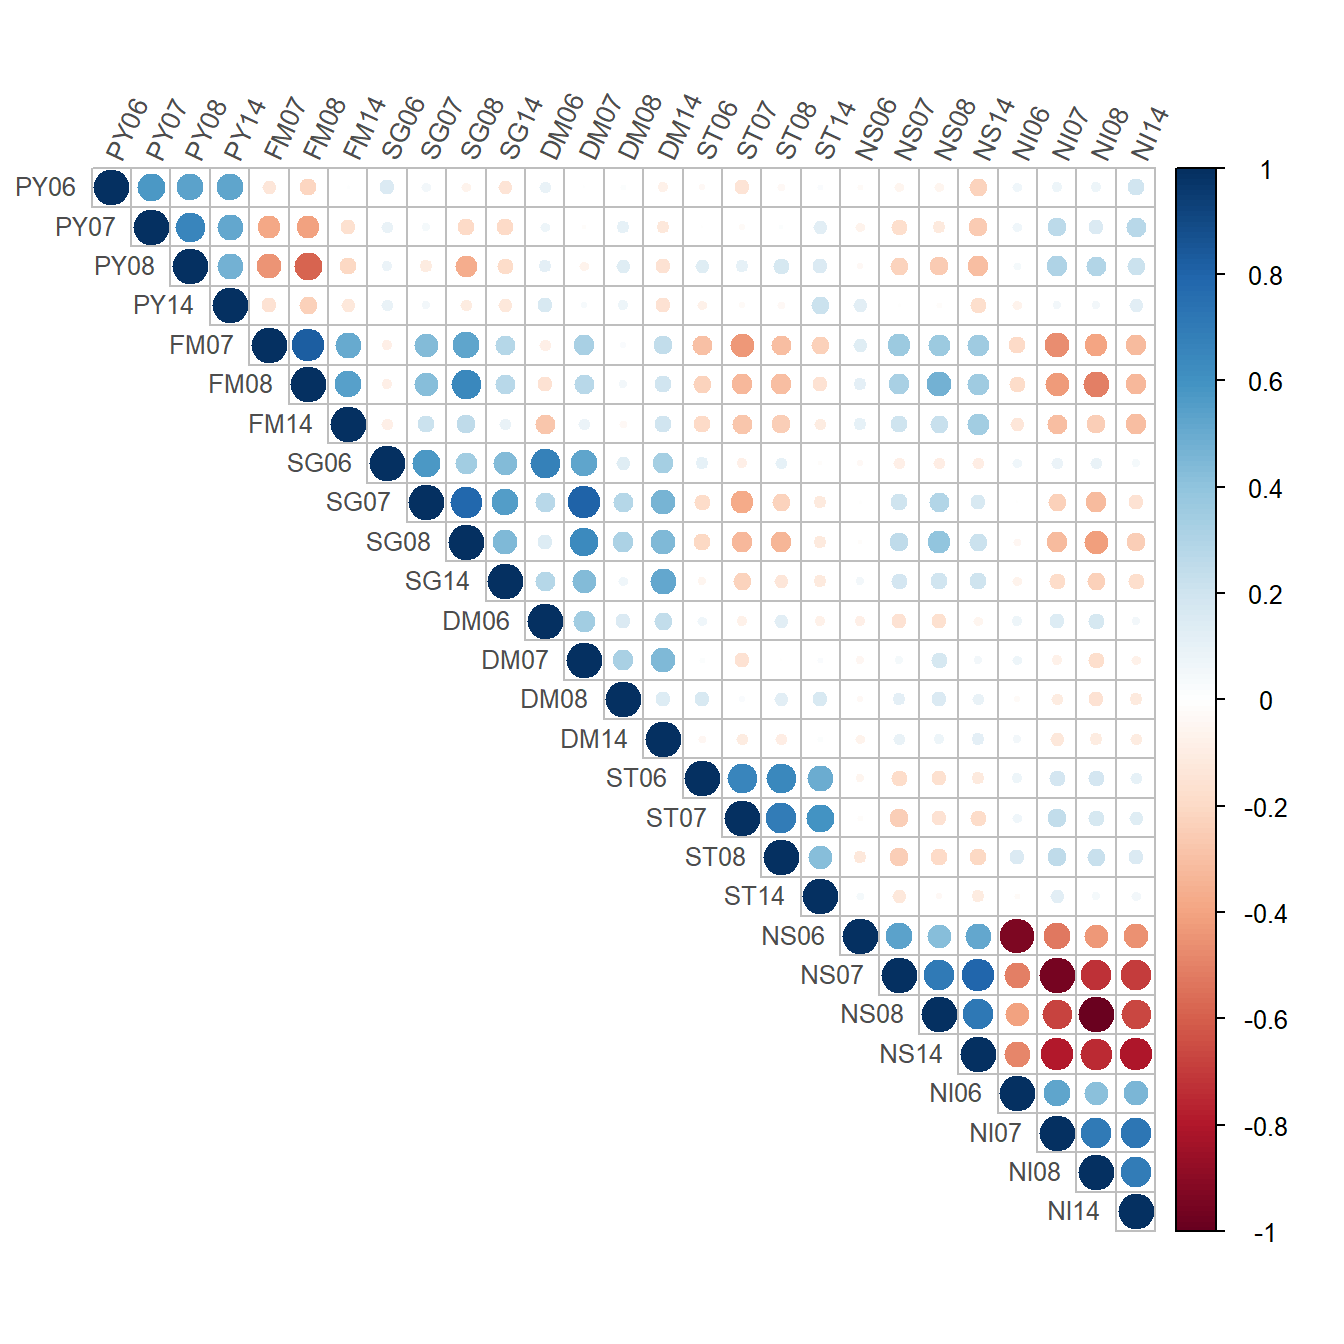 PY06
PY07
PY08
PY14
FM07
FM08
FM14
SG06
SG07
SG08
SG14
DM06
DM07
DM08
DM14
ST06
ST07
ST08
ST14
NS06
NS07
NS08
NS14
NI06
NI07
NI08
NI14
PY06
PY07
PY08
PY14
FM07
FM08
FM14
SG06
SG07
SG08
SG14
DM06
DM07
DM08
DM14
ST06
ST07
ST08
ST14
NS06
NS07
NS08
NS14
NI06
NI07
NI08
NI14
1
0.8
0.6
0.4
0.2
0
-0.2
-0.4
-0.6
-0.8
-1